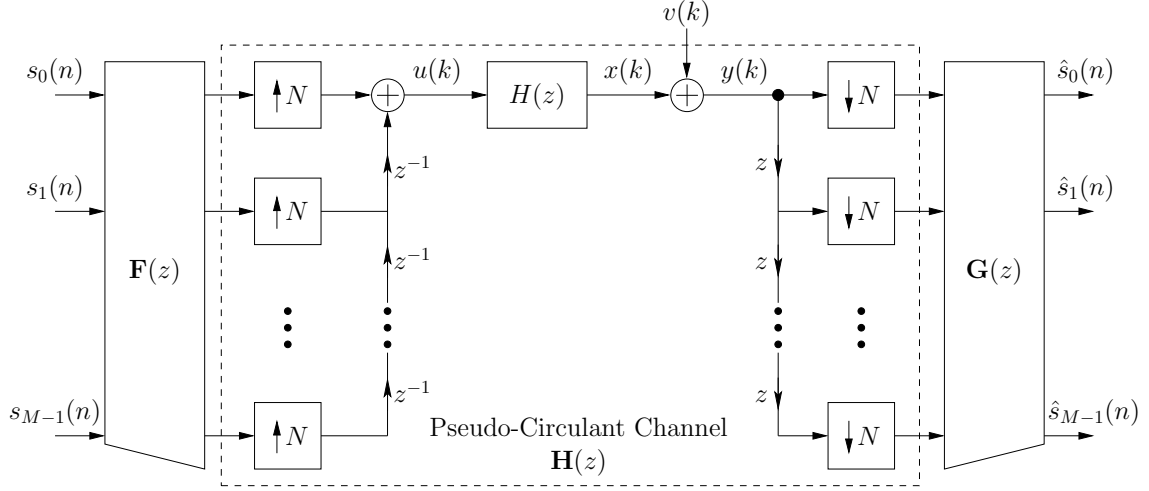 v(k)
s_0(n) ↑N u(k) H(z) x(k) y(k) ↓N ŝ_0(n)
z^{-1} z
s_1(n) ↑N ↓N ŝ_1(n)
z^{-1} z
F(z) G(z)
z^{-1} z
s_{M-1}(n) ↑N ↓N ŝ_{M-1}(n)
Pseudo-Circulant Channel
H(z)